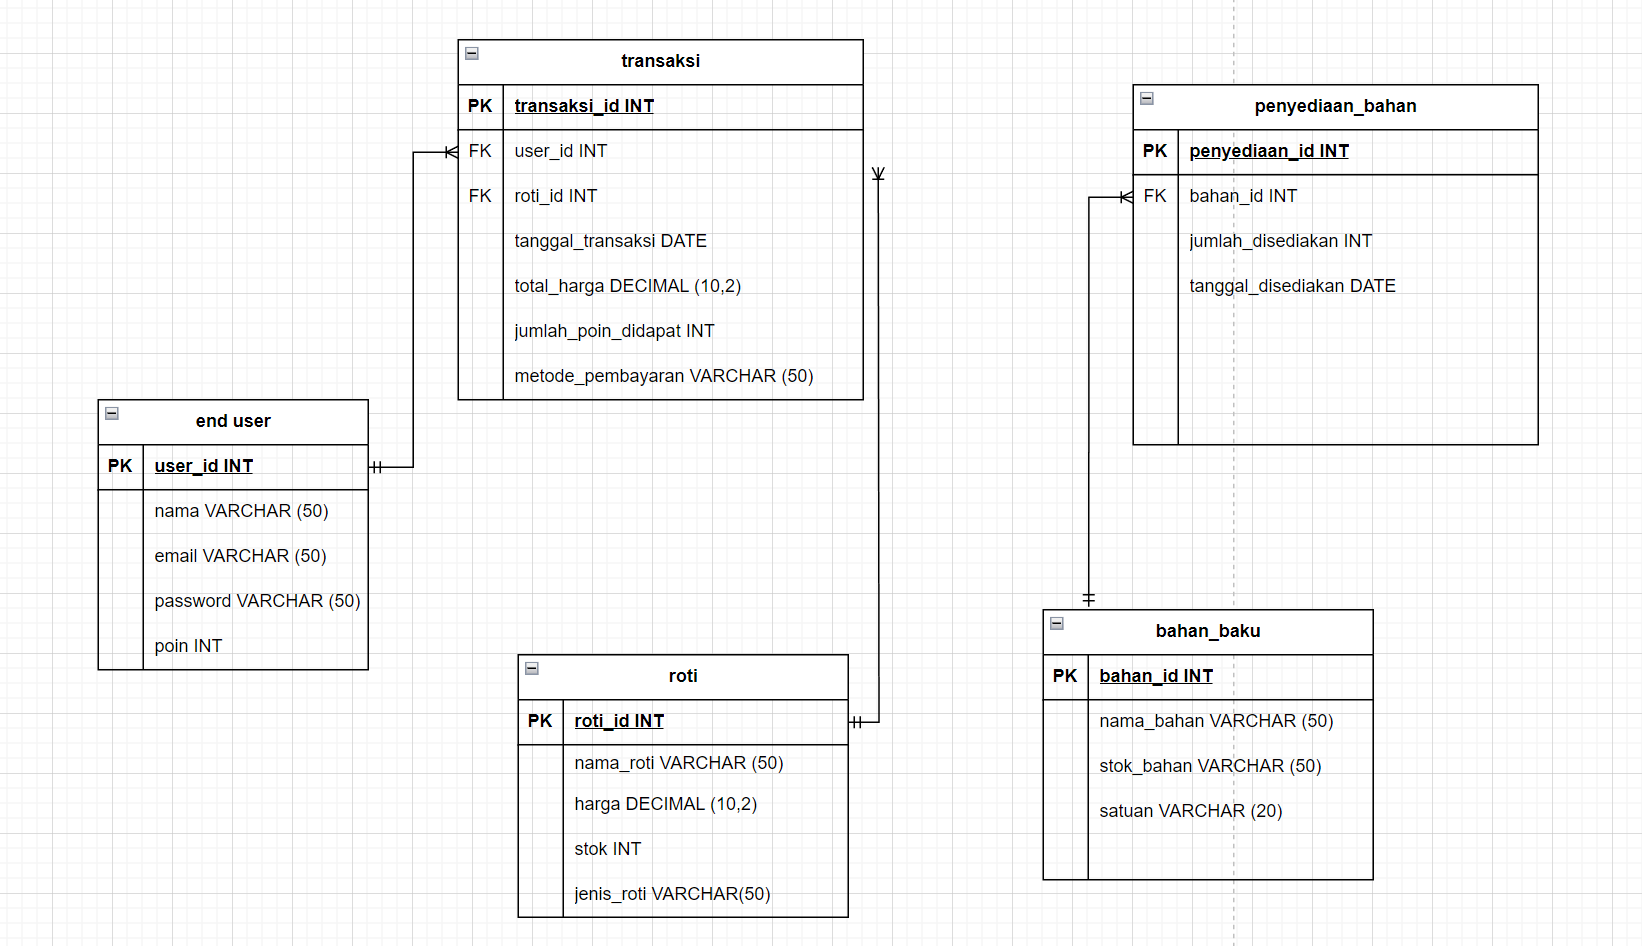 transaksi
PK transaksi_id INT
FK user_id INT
FK roti_id INT
tanggal_transaksi DATE
total_harga DECIMAL (10,2)
jumlah_poin_didapat INT
metode_pembayaran VARCHAR (50)
penyediaan_bahan
PK penyediaan_id INT
FK bahan_id INT
jumlah_disediakan INT
tanggal_disediakan DATE
end user
PK user_id INT
nama VARCHAR (50)
email VARCHAR (50)
password VARCHAR (50)
poin INT
roti
PK roti_id INT
nama_roti VARCHAR (50)
harga DECIMAL (10,2)
stok INT
jenis_roti VARCHAR(50)
bahan_baku
PK bahan_id INT
nama_bahan VARCHAR (50)
stok_bahan VARCHAR (50)
satuan VARCHAR (20)